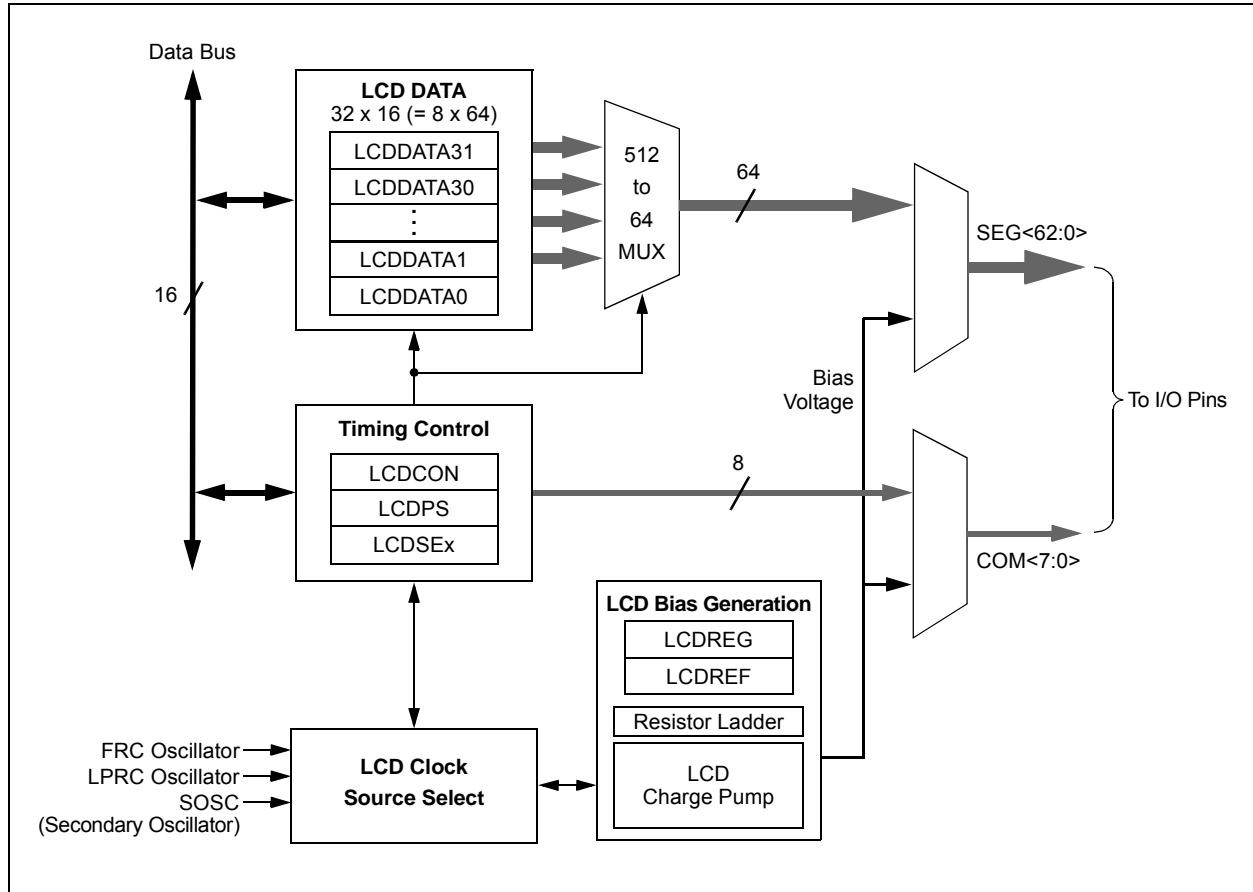 Data Bus
16
LCD DATA
32 x 16 (= 8 x 64)
LCDDATA31
LCDDATA30
⋮
LCDDATA1
LCDDATA0
512
to
64
MUX
64
SEG<62:0>
Bias
Voltage
To I/O Pins
Timing Control
LCDCON
LCDPS
LCDSEx
8
COM<7:0>
LCD Bias Generation
LCDREG
LCDREF
Resistor Ladder
LCD
Charge Pump
FRC Oscillator
LPRC Oscillator
SOSC
(Secondary Oscillator)
LCD Clock
Source Select